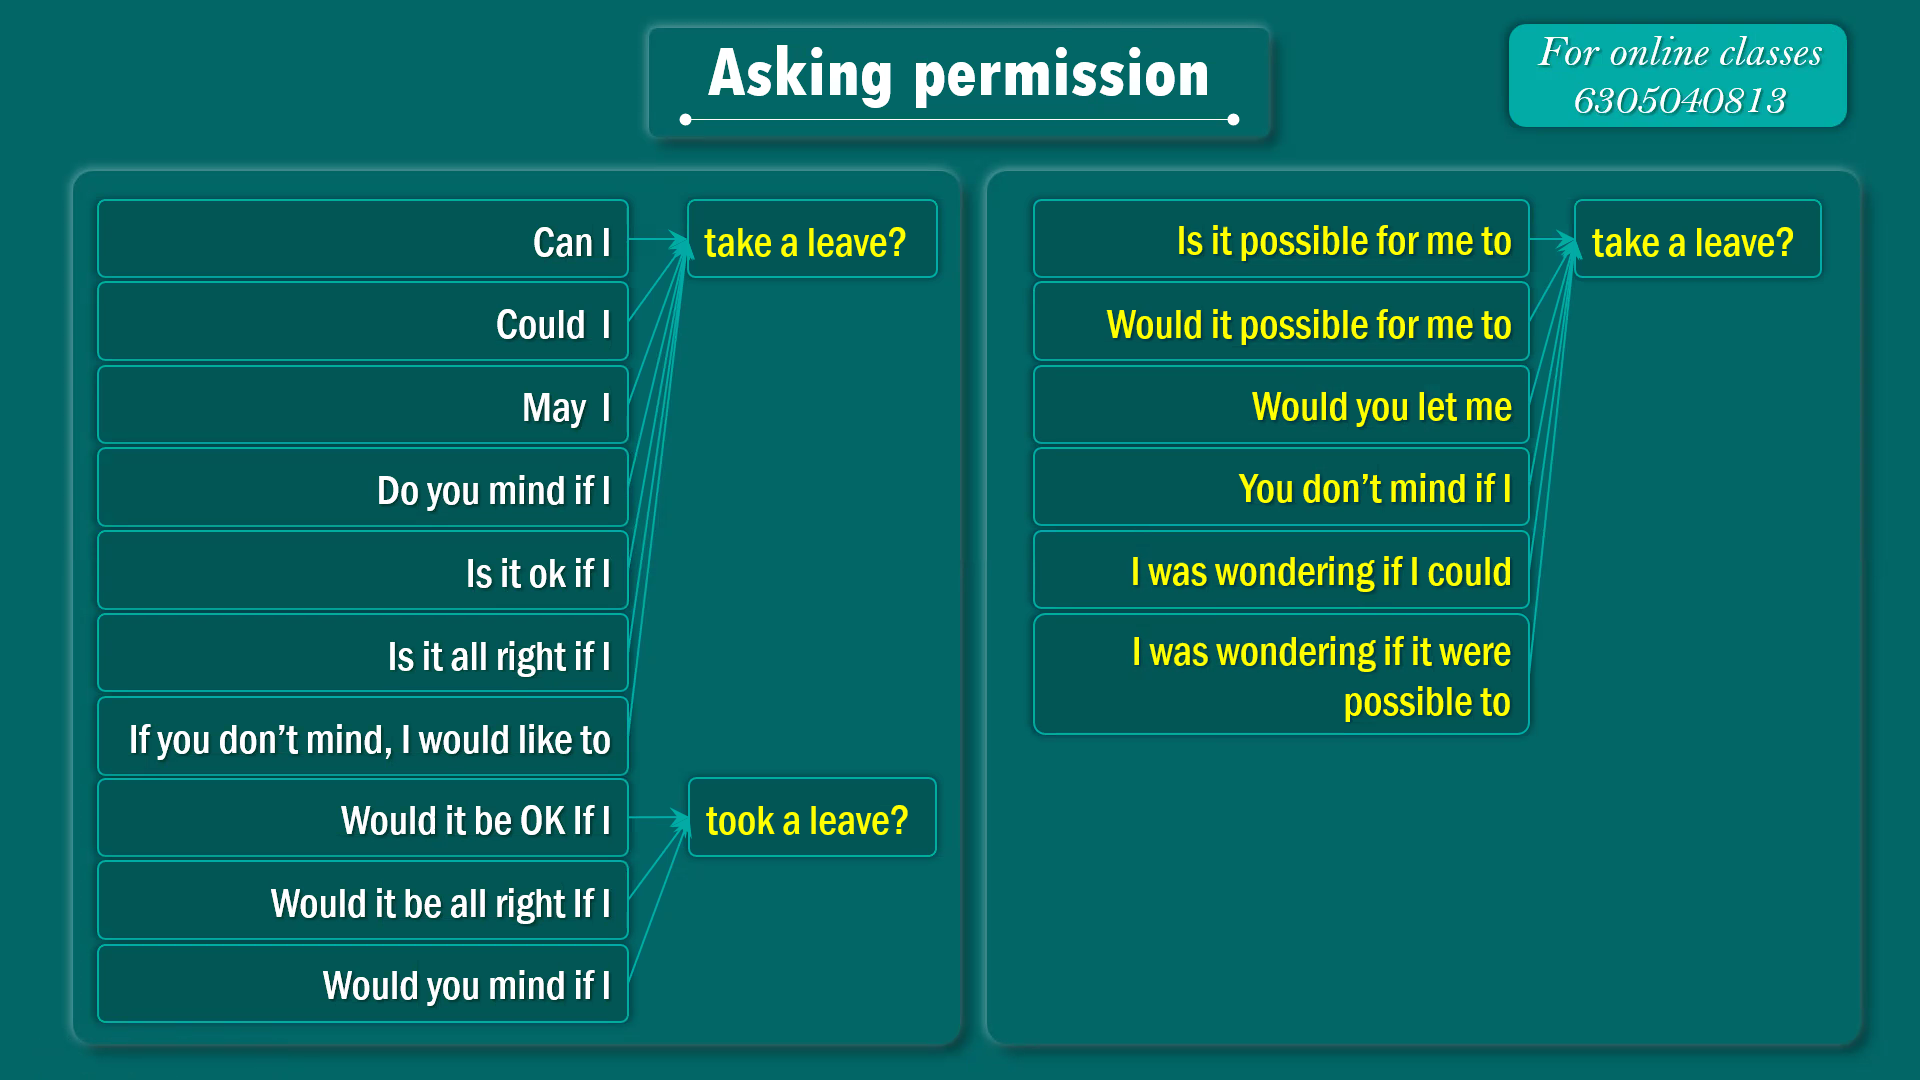 Asking permission
For online classes
6305040813
Can I
take a leave?
Could I
May I
Do you mind if I
Is it ok if I
Is it all right if I
If you don’t mind, I would like to
Would it be OK If I
took a leave?
Would it be all right If I
Would you mind if I
Is it possible for me to
take a leave?
Would it possible for me to
Would you let me
You don’t mind if I
I was wondering if I could
I was wondering if it were
possible to